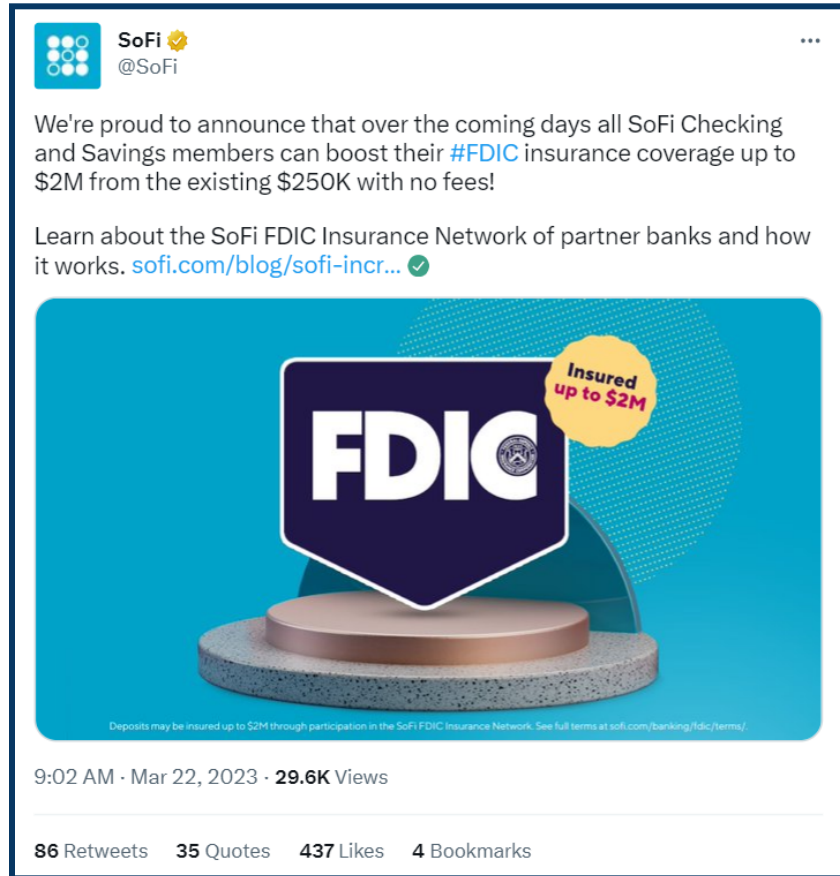 SoFi
@SoFi
We're proud to announce that over the coming days all SoFi Checking
and Savings members can boost their #FDIC insurance coverage up to
$2M from the existing $250K with no fees!
Learn about the SoFi FDIC Insurance Network of partner banks and how
it works. sofi.com/blog/sofi-incr...
Insured
up to $2M
FDIC
Deposits may be insured up to $2M through participation in the SoFi FDIC Insurance Network. See full terms at sofi.com/banking/fdic/terms/.
9:02 AM · Mar 22, 2023 · 29.6K Views
86 Retweets 35 Quotes 437 Likes 4 Bookmarks